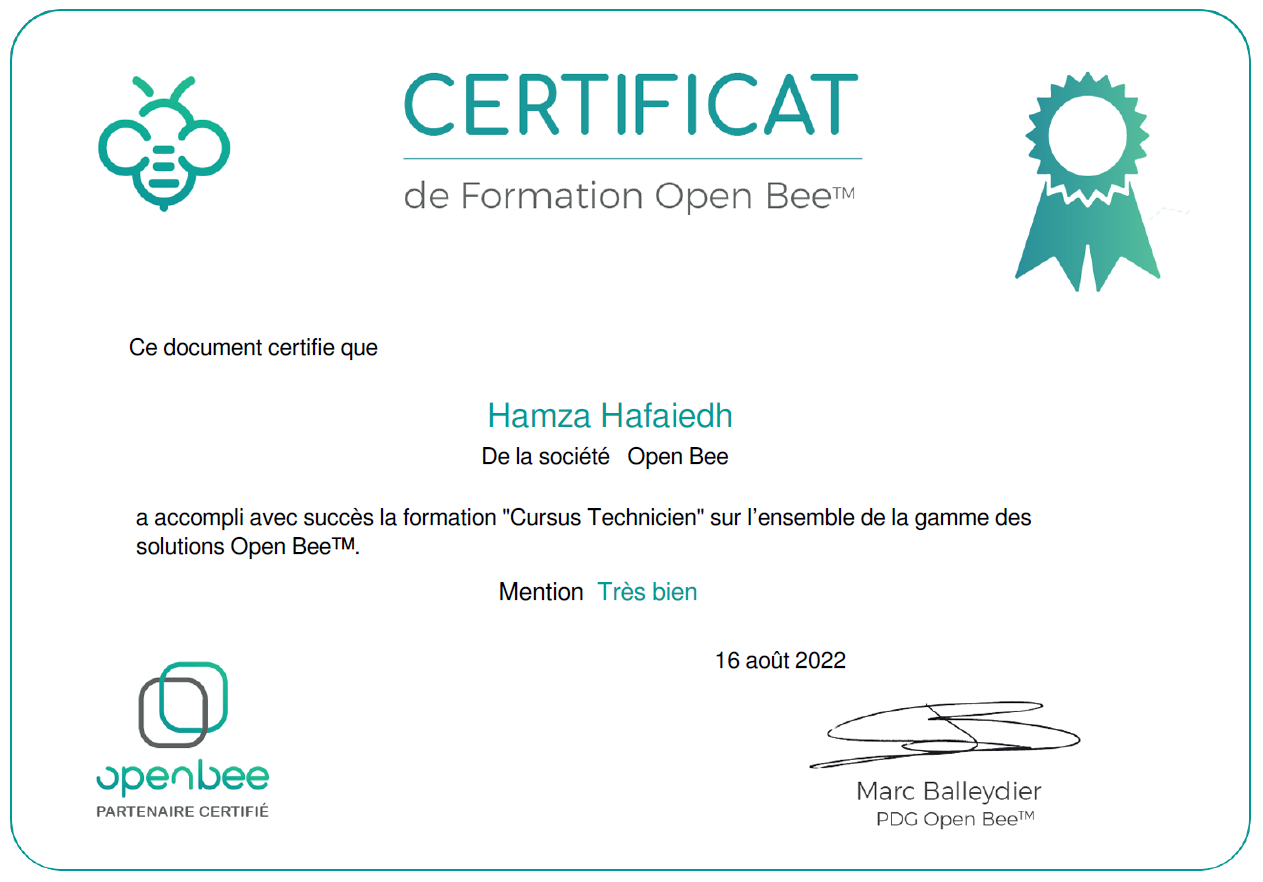 CERTIFICAT
de Formation Open Bee™
Ce document certifie que
Hamza Hafaiedh
De la société Open Bee
a accompli avec succès la formation "Cursus Technicien" sur l’ensemble de la gamme des
solutions Open Bee™.
Mention Très bien
16 août 2022
openbee
PARTENAIRE CERTIFIÉ
Marc Balleydier
PDG Open Bee™